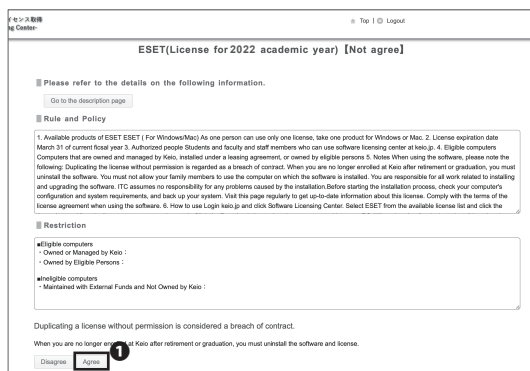 イセンス取得
ng Center-
Top | Logout
ESET(License for 2022 academic year)【Not agree】
Please refer to the details on the following information.
Go to the description page
Rule and Policy
1. Available products of ESET ESET ( For Windows/Mac) As one person can use only one license, take one product for Windows or Mac. 2. License expiration date
March 31 of current fiscal year 3. Authorized people Students and faculty and staff members who can use software licensing center at keio.jp. 4. Eligible computers
Computers that are owned and managed by Keio, installed under a leasing agreement, or owned by eligible persons 5. Notes When using the software, please note the
following: Duplicating the license without permission is regarded as a breach of contract. When you are no longer enrolled at Keio after retirement or graduation, you must
uninstall the software. You must not allow your family members to use the computer on which the software is installed. You are responsible for all work related to installing
and upgrading the software. ITC assumes no responsibility for any problems caused by the installation.Before starting the installation process, check your computer's
configuration and system requirements, and back up your system. Visit this page regularly to get up-to-date information about this license. Comply with the terms of the
license agreement when using the software. 6. How to use Login keio.jp and click Software Licensing Center. Select ESET from the available license list and click the
Restriction
■Eligible computers
・Owned or Managed by Keio：
・Owned by Eligible Persons：
■Ineligible computers
・Maintained with External Funds and Not Owned by Keio：
Duplicating a license without permission is considered a breach of contract.
When you are no longer enrolled at Keio after retirement or graduation, you must uninstall the software and license.
Disagree Agree ❶